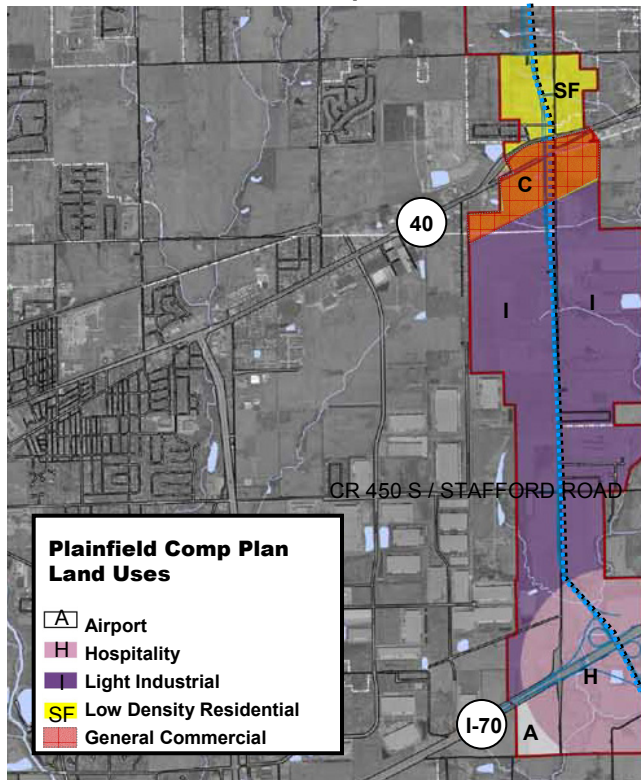 SF
C
40
I
I
CR 450 S / STAFFORD ROAD
Plainfield Comp Plan
Land Uses
A Airport
H Hospitality
I Light Industrial
SF Low Density Residential
General Commercial
H
I-70
A